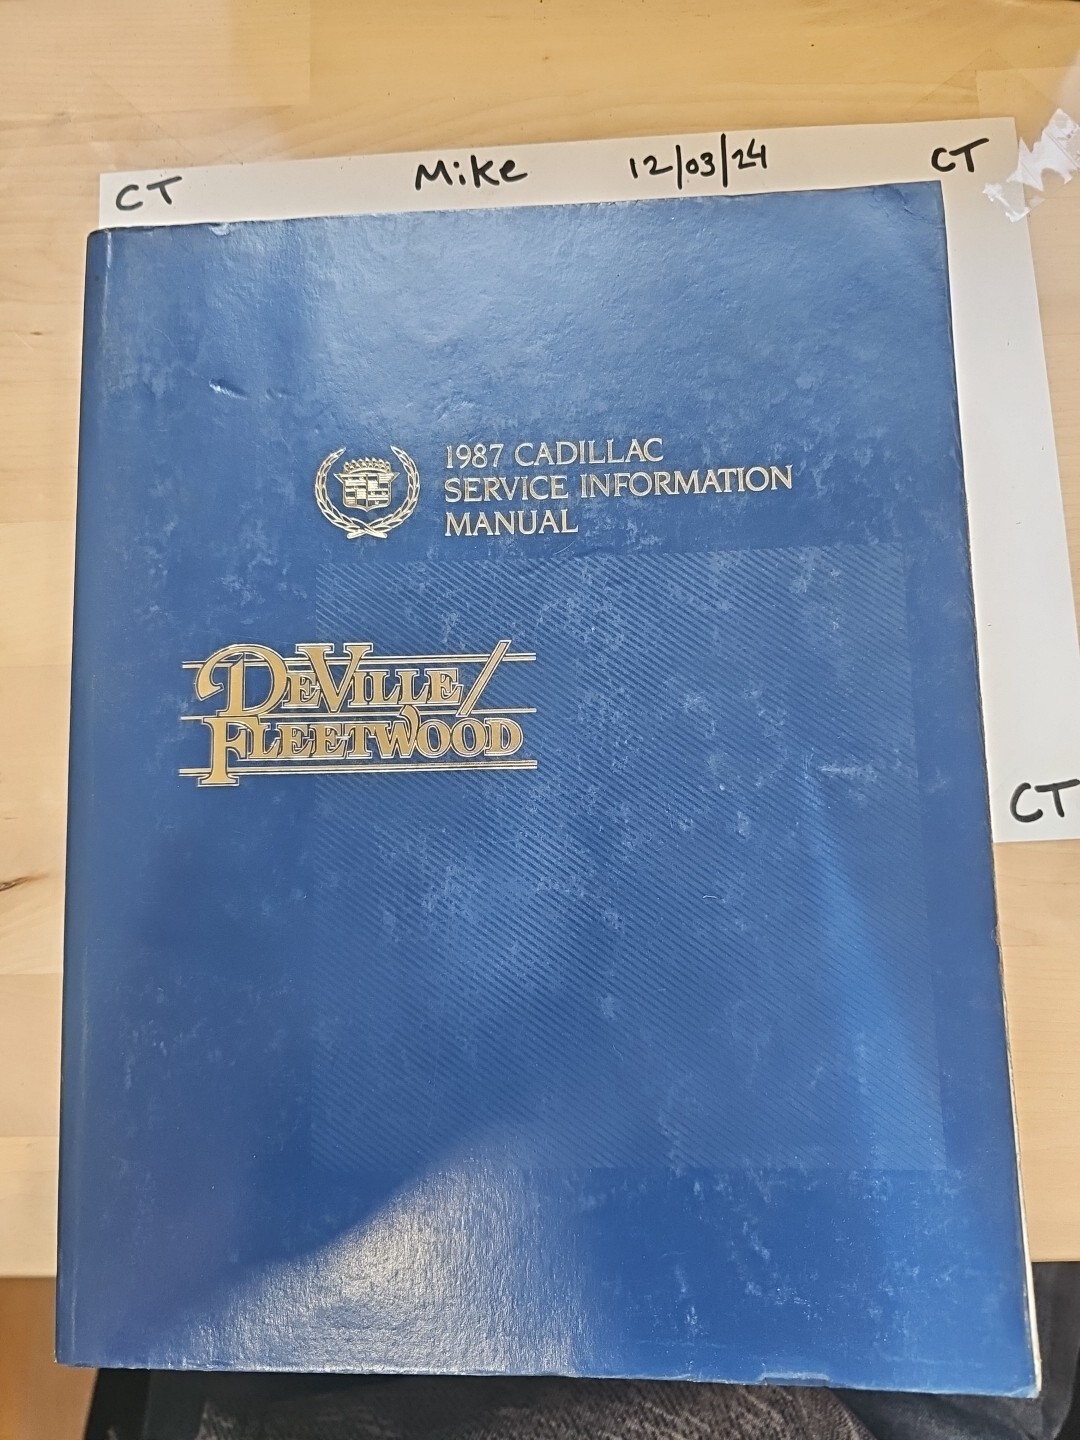 CT Mike 12/03/24 CT
1987 CADILLAC
SERVICE INFORMATION
MANUAL
DEVILLE/
FLEETWOOD
CT